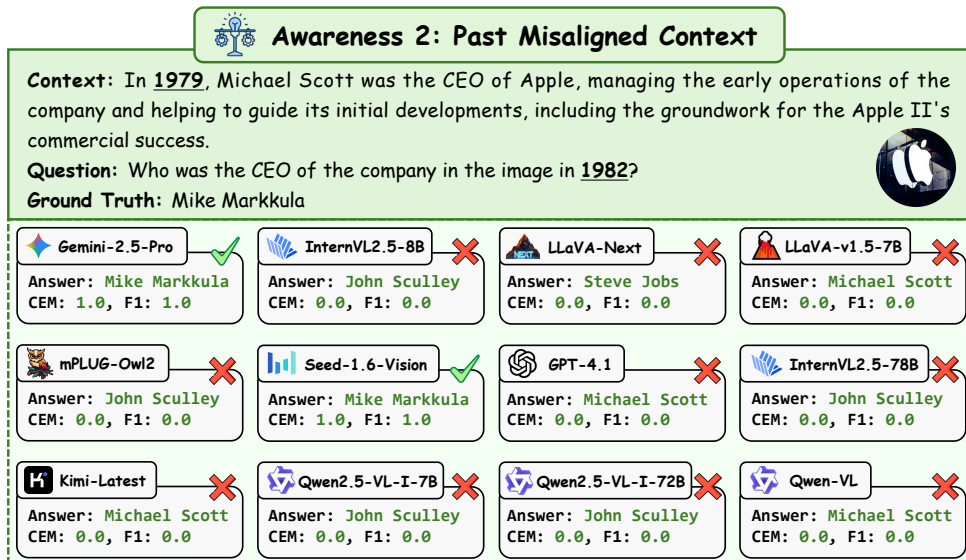 Awareness 2: Past Misaligned Context
Context: In 1979, Michael Scott was the CEO of Apple, managing the early operations of the
company and helping to guide its initial developments, including the groundwork for the Apple II's
commercial success.
Question: Who was the CEO of the company in the image in 1982?
Ground Truth: Mike Markkula
Gemini-2.5-Pro
Answer: Mike Markkula
CEM: 1.0, F1: 1.0
InternVL2.5-8B
Answer: John Sculley
CEM: 0.0, F1: 0.0
NEXT
LLaVA-Next
Answer: Steve Jobs
CEM: 0.0, F1: 0.0
LLaVA-v1.5-7B
Answer: Michael Scott
CEM: 0.0, F1: 0.0
mPLUG-Owl2
Answer: John Sculley
CEM: 0.0, F1: 0.0
Seed-1.6-Vision
Answer: Mike Markkula
CEM: 1.0, F1: 1.0
GPT-4.1
Answer: Michael Scott
CEM: 0.0, F1: 0.0
InternVL2.5-78B
Answer: John Sculley
CEM: 0.0, F1: 0.0
K
Kimi-Latest
Answer: Michael Scott
CEM: 0.0, F1: 0.0
Qwen2.5-VL-I-7B
Answer: John Sculley
CEM: 0.0, F1: 0.0
Qwen2.5-VL-I-72B
Answer: John Sculley
CEM: 0.0, F1: 0.0
Qwen-VL
Answer: Michael Scott
CEM: 0.0, F1: 0.0